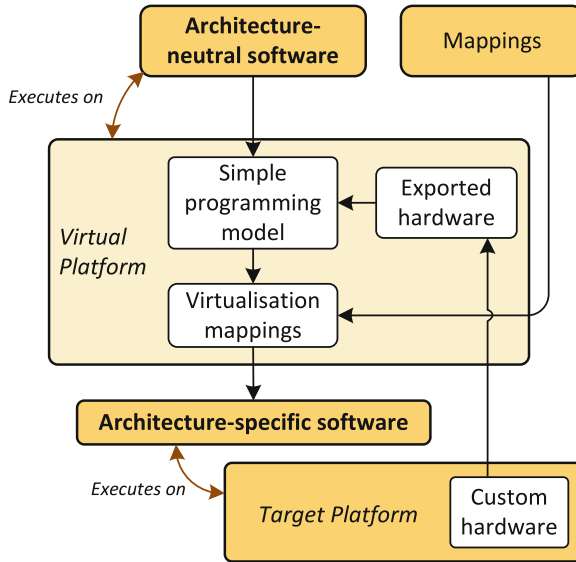 Architecture-
neutral software
Mappings
Executes on
Simple
programming
model
Exported
hardware
Virtual
Platform
Virtualisation
mappings
Architecture-specific software
Executes on
Target Platform
Custom
hardware